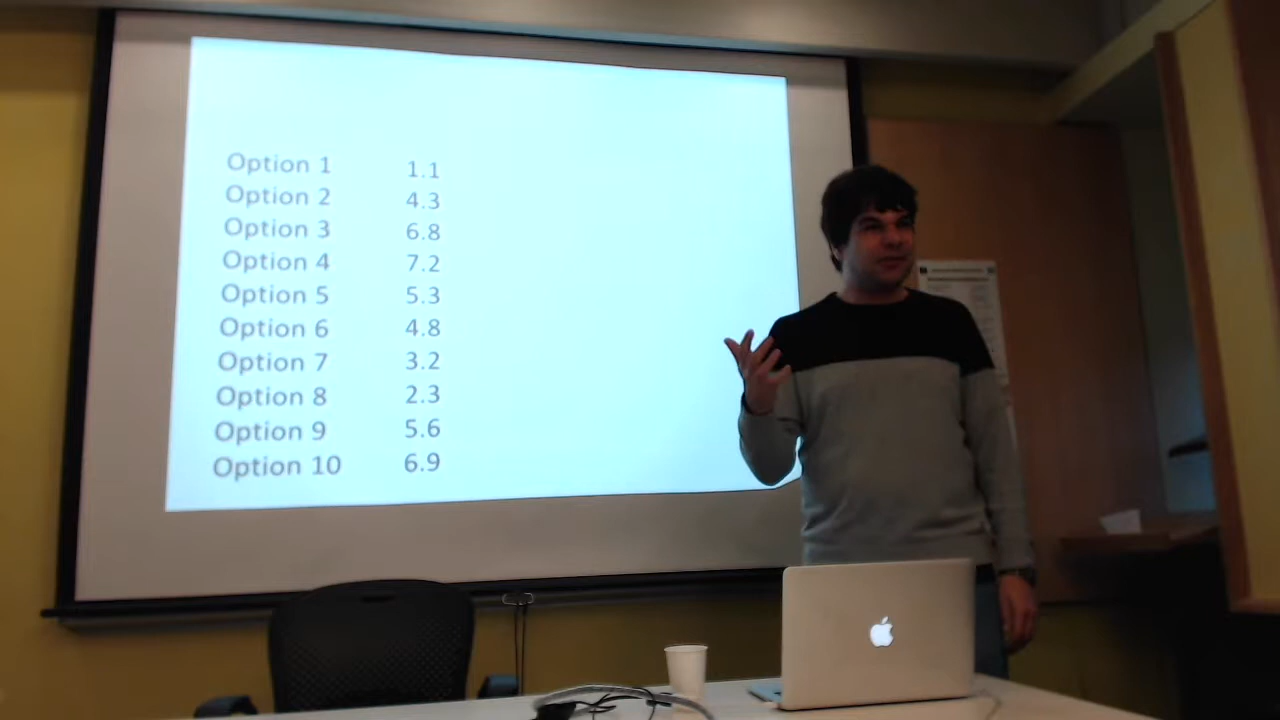 Option 1 1.1
Option 2 4.3
Option 3 6.8
Option 4 7.2
Option 5 5.3
Option 6 4.8
Option 7 3.2
Option 8 2.3
Option 9 5.6
Option 10 6.9